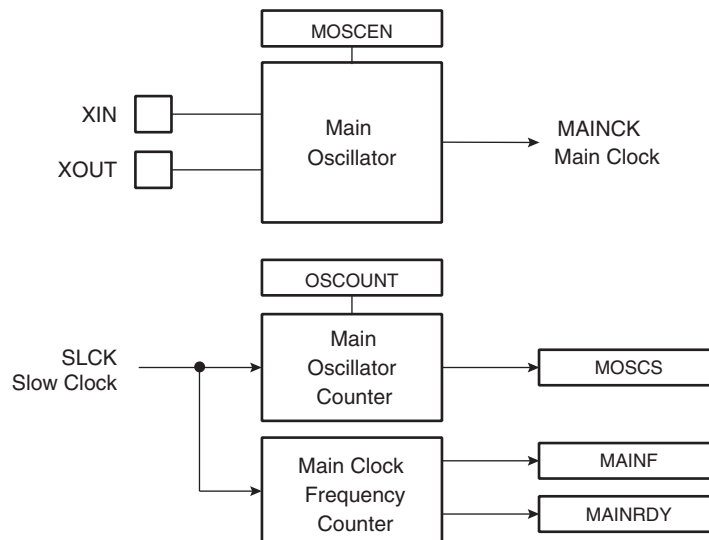 MOSCEN
XIN
XOUT
Main
Oscillator
MAINCK
Main Clock
OSCOUNT
SLCK
Slow Clock
Main
Oscillator
Counter
MOSCS
Main Clock
Frequency
Counter
MAINF
MAINRDY